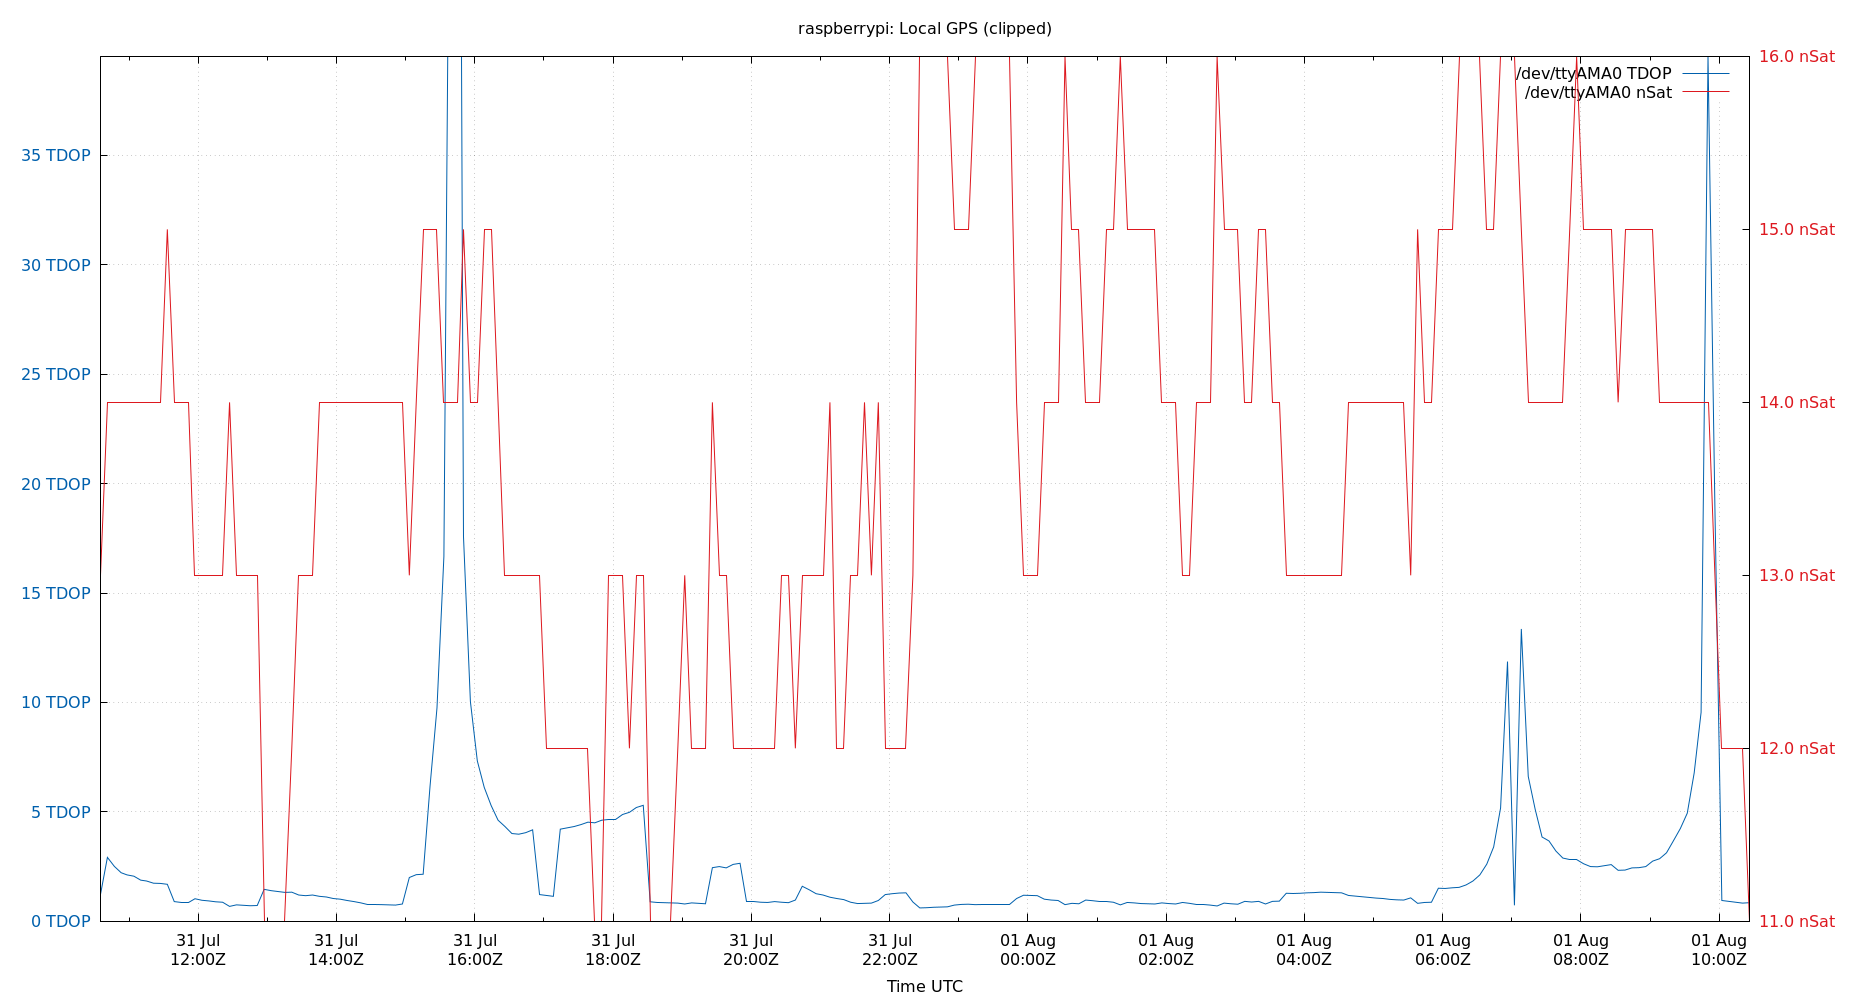 raspberrypi: Local GPS (clipped)
16.0 nSat
/dev/ttyAMA0 TDOP
/dev/ttyAMA0 nSat
35 TDOP
15.0 nSat
30 TDOP
25 TDOP
14.0 nSat
20 TDOP
13.0 nSat
15 TDOP
10 TDOP
12.0 nSat
5 TDOP
0 TDOP
11.0 nSat
31 Jul 31 Jul 31 Jul 31 Jul 31 Jul 31 Jul 01 Aug 01 Aug 01 Aug 01 Aug 01 Aug 01 Aug
12:00Z 14:00Z 16:00Z 18:00Z 20:00Z 22:00Z 00:00Z 02:00Z 04:00Z 06:00Z 08:00Z 10:00Z
Time UTC